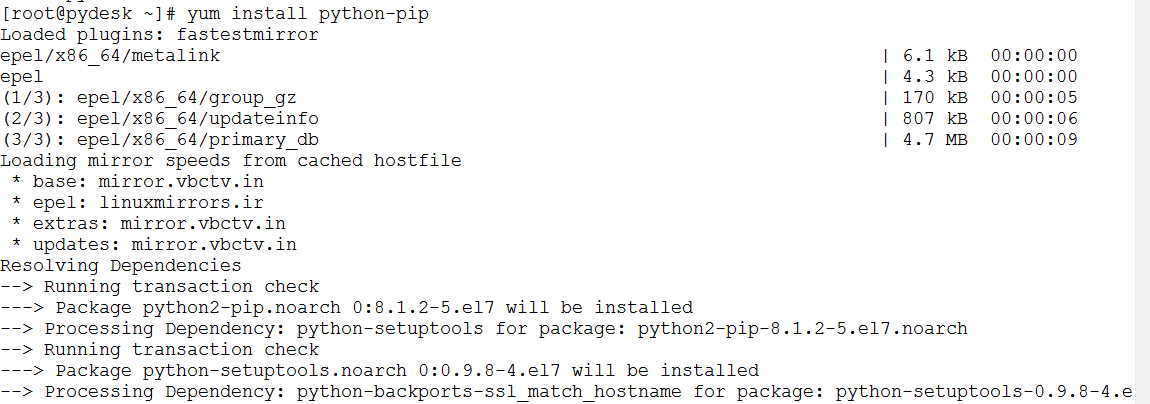 [root@pydesk ~]# yum install python-pip
Loaded plugins: fastestmirror
epel/x86_64/metalink | 6.1 kB 00:00:00
epel | 4.3 kB 00:00:00
(1/3): epel/x86_64/group_gz | 170 kB 00:00:05
(2/3): epel/x86_64/updateinfo | 807 kB 00:00:06
(3/3): epel/x86_64/primary_db | 4.7 MB 00:00:09
Loading mirror speeds from cached hostfile
 * base: mirror.vbctv.in
 * epel: linuxmirrors.ir
 * extras: mirror.vbctv.in
 * updates: mirror.vbctv.in
Resolving Dependencies
--> Running transaction check
---> Package python2-pip.noarch 0:8.1.2-5.el7 will be installed
--> Processing Dependency: python-setuptools for package: python2-pip-8.1.2-5.el7.noarch
--> Running transaction check
---> Package python-setuptools.noarch 0:0.9.8-4.el7 will be installed
--> Processing Dependency: python-backports-ssl_match_hostname for package: python-setuptools-0.9.8-4.e